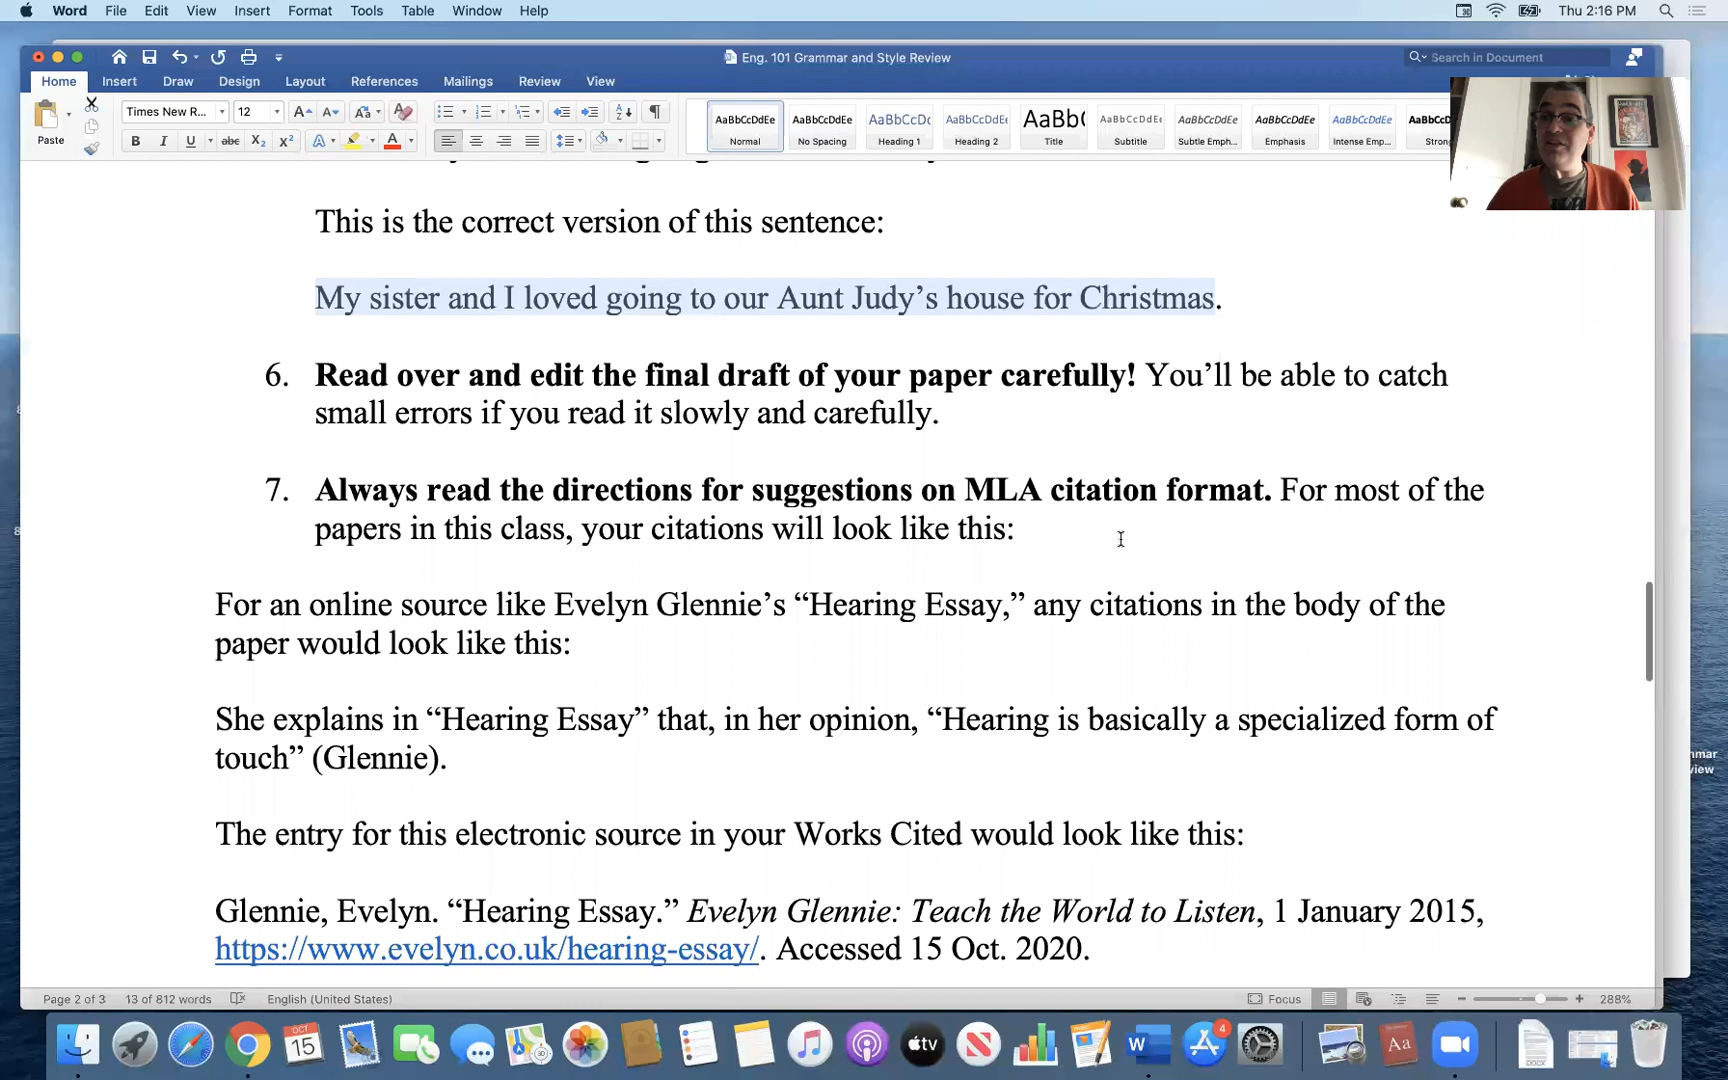 Word File Edit View Insert Format Tools Table Window Help Thu 2:16 PM
Eng. 101 Grammar and Style Review
Search in Document
Home Insert Draw Design Layout References Mailings Review View
Paste
Times New R... 12
AaBbCcDdEe AaBbCcDdEe AaBbCcDc AaBbCcDdEe AaBb( AaBbCcDdEe AaBbCcDdEe AaBbCcDdEe AaBbCcDdEe AaBbCc
Normal No Spacing Heading 1 Heading 2 Title Subtitle Subtle Emph... Emphasis Intense Emp... Strong
This is the correct version of this sentence:
My sister and I loved going to our Aunt Judy’s house for Christmas.
6. Read over and edit the final draft of your paper carefully! You’ll be able to catch
small errors if you read it slowly and carefully.
7. Always read the directions for suggestions on MLA citation format. For most of the
papers in this class, your citations will look like this:
For an online source like Evelyn Glennie’s “Hearing Essay,” any citations in the body of the
paper would look like this:
She explains in “Hearing Essay” that, in her opinion, “Hearing is basically a specialized form of
touch” (Glennie).
The entry for this electronic source in your Works Cited would look like this:
Glennie, Evelyn. “Hearing Essay.” Evelyn Glennie: Teach the World to Listen, 1 January 2015,
https://www.evelyn.co.uk/hearing-essay/. Accessed 15 Oct. 2020.
Page 2 of 3 13 of 812 words English (United States) Focus 288%
OCT
15
tv
4
Aa
DOCX